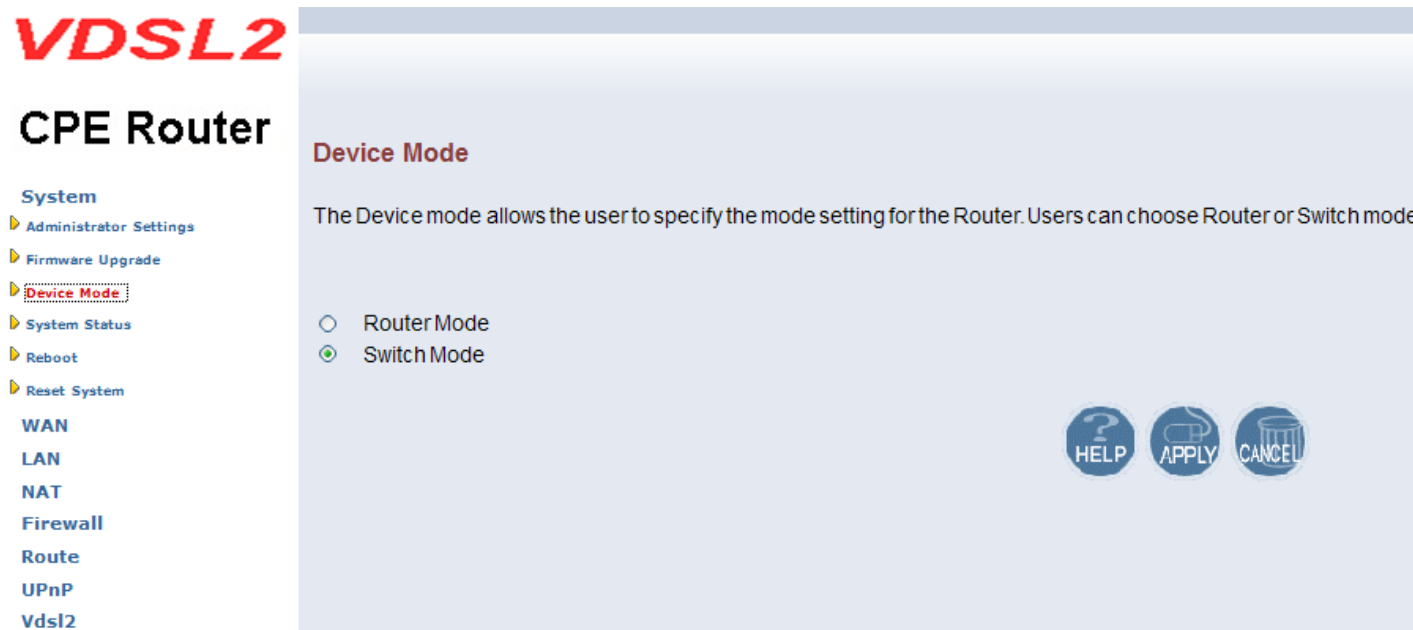 VDSL2
CPE Router
System
Administrator Settings
Firmware Upgrade
Device Mode
System Status
Reboot
Reset System
WAN
LAN
NAT
Firewall
Route
UPnP
Vdsl2
Device Mode
The Device mode allows the user to specify the mode setting for the Router. Users can choose Router or Switch mode
Router Mode
Switch Mode
HELP
APPLY
CANCEL